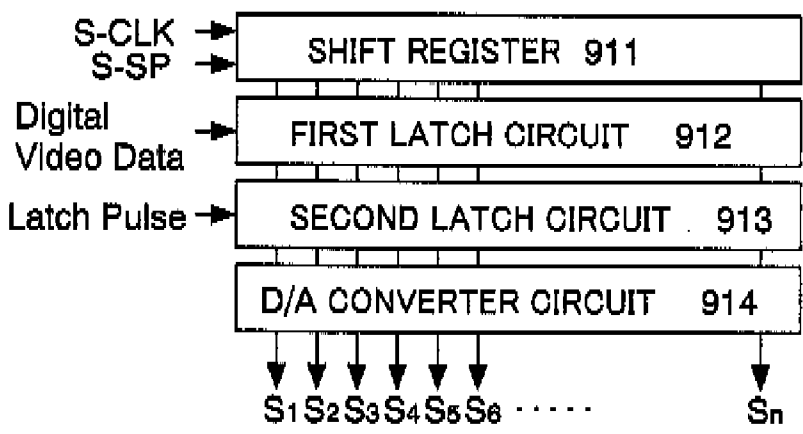 S-CLK
S-SP
SHIFT REGISTER 911
Digital
Video Data
FIRST LATCH CIRCUIT 912
Latch Pulse
SECOND LATCH CIRCUIT 913
D/A CONVERTER CIRCUIT 914
S1 S2 S3 S4 S5 S6 ····· Sn